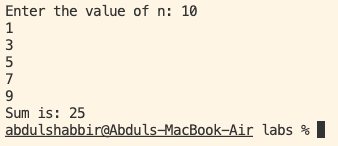 Enter the value of n: 10
1
3
5
7
9
Sum is: 25
abdulshabbir@Abduls-MacBook-Air labs %